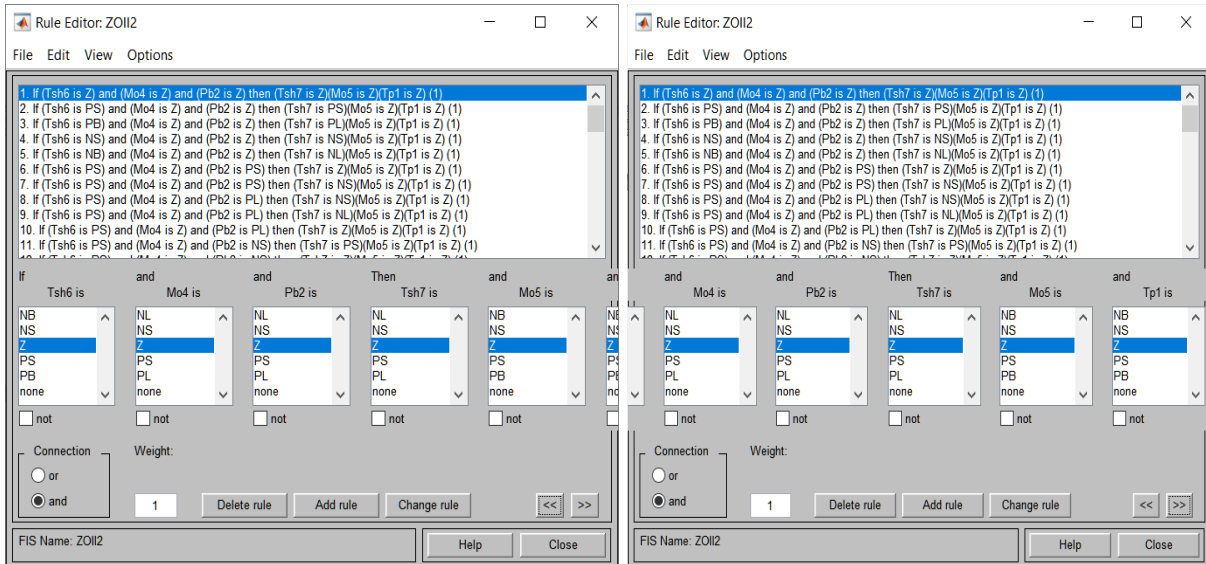 Rule Editor: ZOII2
File Edit View Options
1. If (Tsh6 is Z) and (Mo4 is Z) and (Pb2 is Z) then (Tsh7 is Z)(Mo5 is Z)(Tp1 is Z) (1)
2. If (Tsh6 is PS) and (Mo4 is Z) and (Pb2 is Z) then (Tsh7 is PS)(Mo5 is Z)(Tp1 is Z) (1)
3. If (Tsh6 is PB) and (Mo4 is Z) and (Pb2 is Z) then (Tsh7 is PL)(Mo5 is Z)(Tp1 is Z) (1)
4. If (Tsh6 is NS) and (Mo4 is Z) and (Pb2 is Z) then (Tsh7 is NS)(Mo5 is Z)(Tp1 is Z) (1)
5. If (Tsh6 is NB) and (Mo4 is Z) and (Pb2 is Z) then (Tsh7 is NL)(Mo5 is Z)(Tp1 is Z) (1)
6. If (Tsh6 is PS) and (Mo4 is Z) and (Pb2 is PS) then (Tsh7 is Z)(Mo5 is Z)(Tp1 is Z) (1)
7. If (Tsh6 is PS) and (Mo4 is Z) and (Pb2 is PS) then (Tsh7 is NS)(Mo5 is Z)(Tp1 is Z) (1)
8. If (Tsh6 is PS) and (Mo4 is Z) and (Pb2 is PL) then (Tsh7 is NS)(Mo5 is Z)(Tp1 is Z) (1)
9. If (Tsh6 is PS) and (Mo4 is Z) and (Pb2 is PL) then (Tsh7 is NL)(Mo5 is Z)(Tp1 is Z) (1)
10. If (Tsh6 is PS) and (Mo4 is Z) and (Pb2 is PL) then (Tsh7 is Z)(Mo5 is Z)(Tp1 is Z) (1)
11. If (Tsh6 is PS) and (Mo4 is Z) and (Pb2 is NS) then (Tsh7 is PS)(Mo5 is Z)(Tp1 is Z) (1)
If and and Then and
Tsh6 is Mo4 is Pb2 is Tsh7 is Mo5 is
NB NL NL NL NB
NS NS NS NS NS
Z Z Z Z Z
PS PS PS PS PS
PB PL PL PL PB
none none none none none
not not not not not
Connection Weight:
or
and 1 Delete rule Add rule Change rule << >>
FIS Name: ZOII2 Help Close
Rule Editor: ZOII2
File Edit View Options
1. If (Tsh6 is Z) and (Mo4 is Z) and (Pb2 is Z) then (Tsh7 is Z)(Mo5 is Z)(Tp1 is Z) (1)
2. If (Tsh6 is PS) and (Mo4 is Z) and (Pb2 is Z) then (Tsh7 is PS)(Mo5 is Z)(Tp1 is Z) (1)
3. If (Tsh6 is PB) and (Mo4 is Z) and (Pb2 is Z) then (Tsh7 is PL)(Mo5 is Z)(Tp1 is Z) (1)
4. If (Tsh6 is NS) and (Mo4 is Z) and (Pb2 is Z) then (Tsh7 is NS)(Mo5 is Z)(Tp1 is Z) (1)
5. If (Tsh6 is NB) and (Mo4 is Z) and (Pb2 is Z) then (Tsh7 is NL)(Mo5 is Z)(Tp1 is Z) (1)
6. If (Tsh6 is PS) and (Mo4 is Z) and (Pb2 is PS) then (Tsh7 is Z)(Mo5 is Z)(Tp1 is Z) (1)
7. If (Tsh6 is PS) and (Mo4 is Z) and (Pb2 is PS) then (Tsh7 is NS)(Mo5 is Z)(Tp1 is Z) (1)
8. If (Tsh6 is PS) and (Mo4 is Z) and (Pb2 is PL) then (Tsh7 is NS)(Mo5 is Z)(Tp1 is Z) (1)
9. If (Tsh6 is PS) and (Mo4 is Z) and (Pb2 is PL) then (Tsh7 is NL)(Mo5 is Z)(Tp1 is Z) (1)
10. If (Tsh6 is PS) and (Mo4 is Z) and (Pb2 is PL) then (Tsh7 is Z)(Mo5 is Z)(Tp1 is Z) (1)
11. If (Tsh6 is PS) and (Mo4 is Z) and (Pb2 is NS) then (Tsh7 is PS)(Mo5 is Z)(Tp1 is Z) (1)
and and Then and and
Mo4 is Pb2 is Tsh7 is Mo5 is Tp1 is
NL NL NL NB NB
NS NS NS NS NS
Z Z Z Z Z
PS PS PS PS PS
PL PL PL PB PB
none none none none none
not not not not not
Connection Weight:
or
and 1 Delete rule Add rule Change rule << >>
FIS Name: ZOII2 Help Close